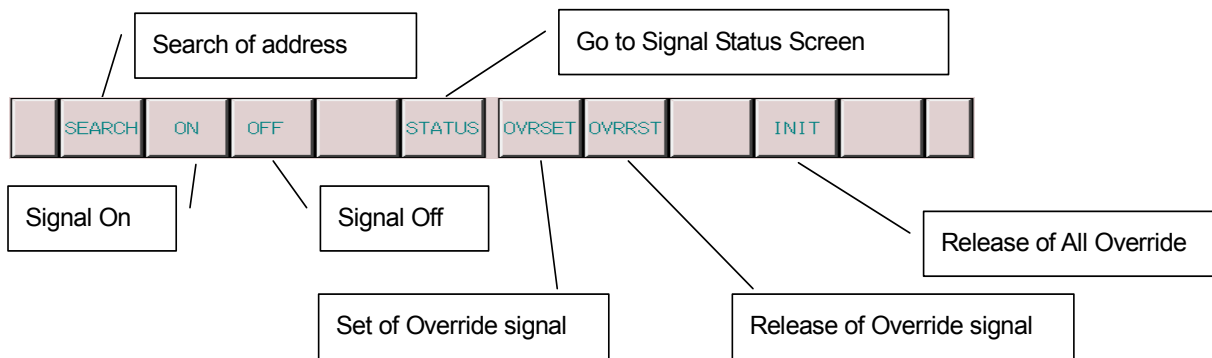 Search of address
Go to Signal Status Screen
SEARCH ON OFF STATUS OVRSET OVRRST INIT
Signal On
Signal Off
Release of All Override
Set of Override signal
Release of Override signal